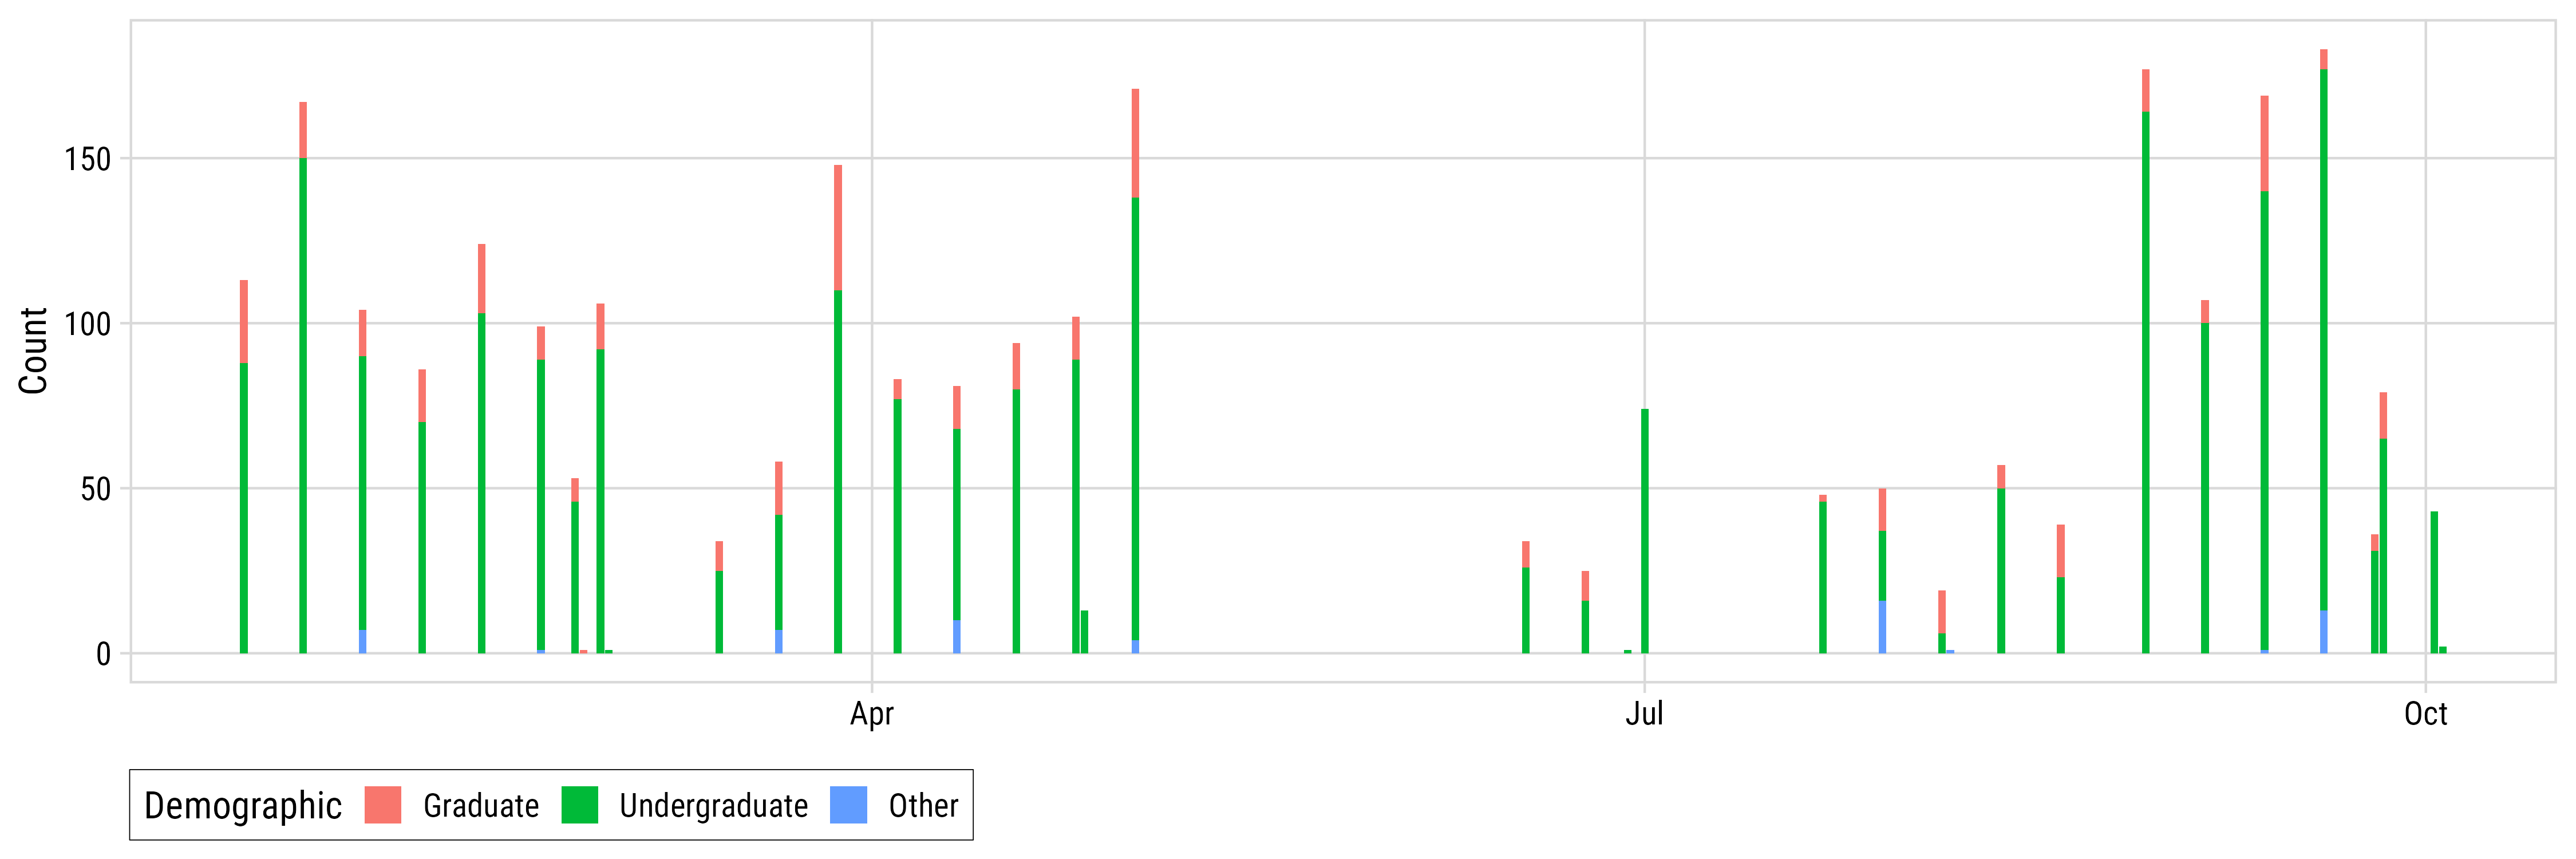 Count
150
100
50
0
Apr Jul Oct
Demographic Graduate Undergraduate Other